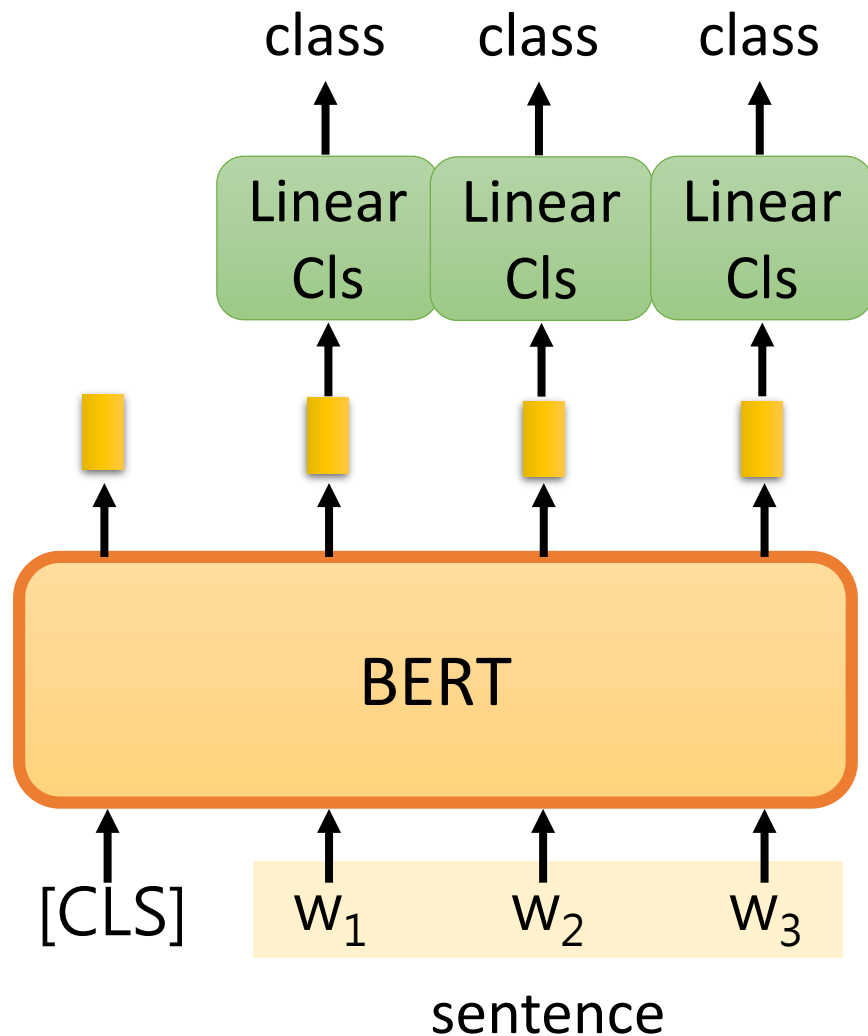 class class class
Linear Linear Linear
Cls Cls Cls
BERT
[CLS] w₁ w₂ w₃
sentence